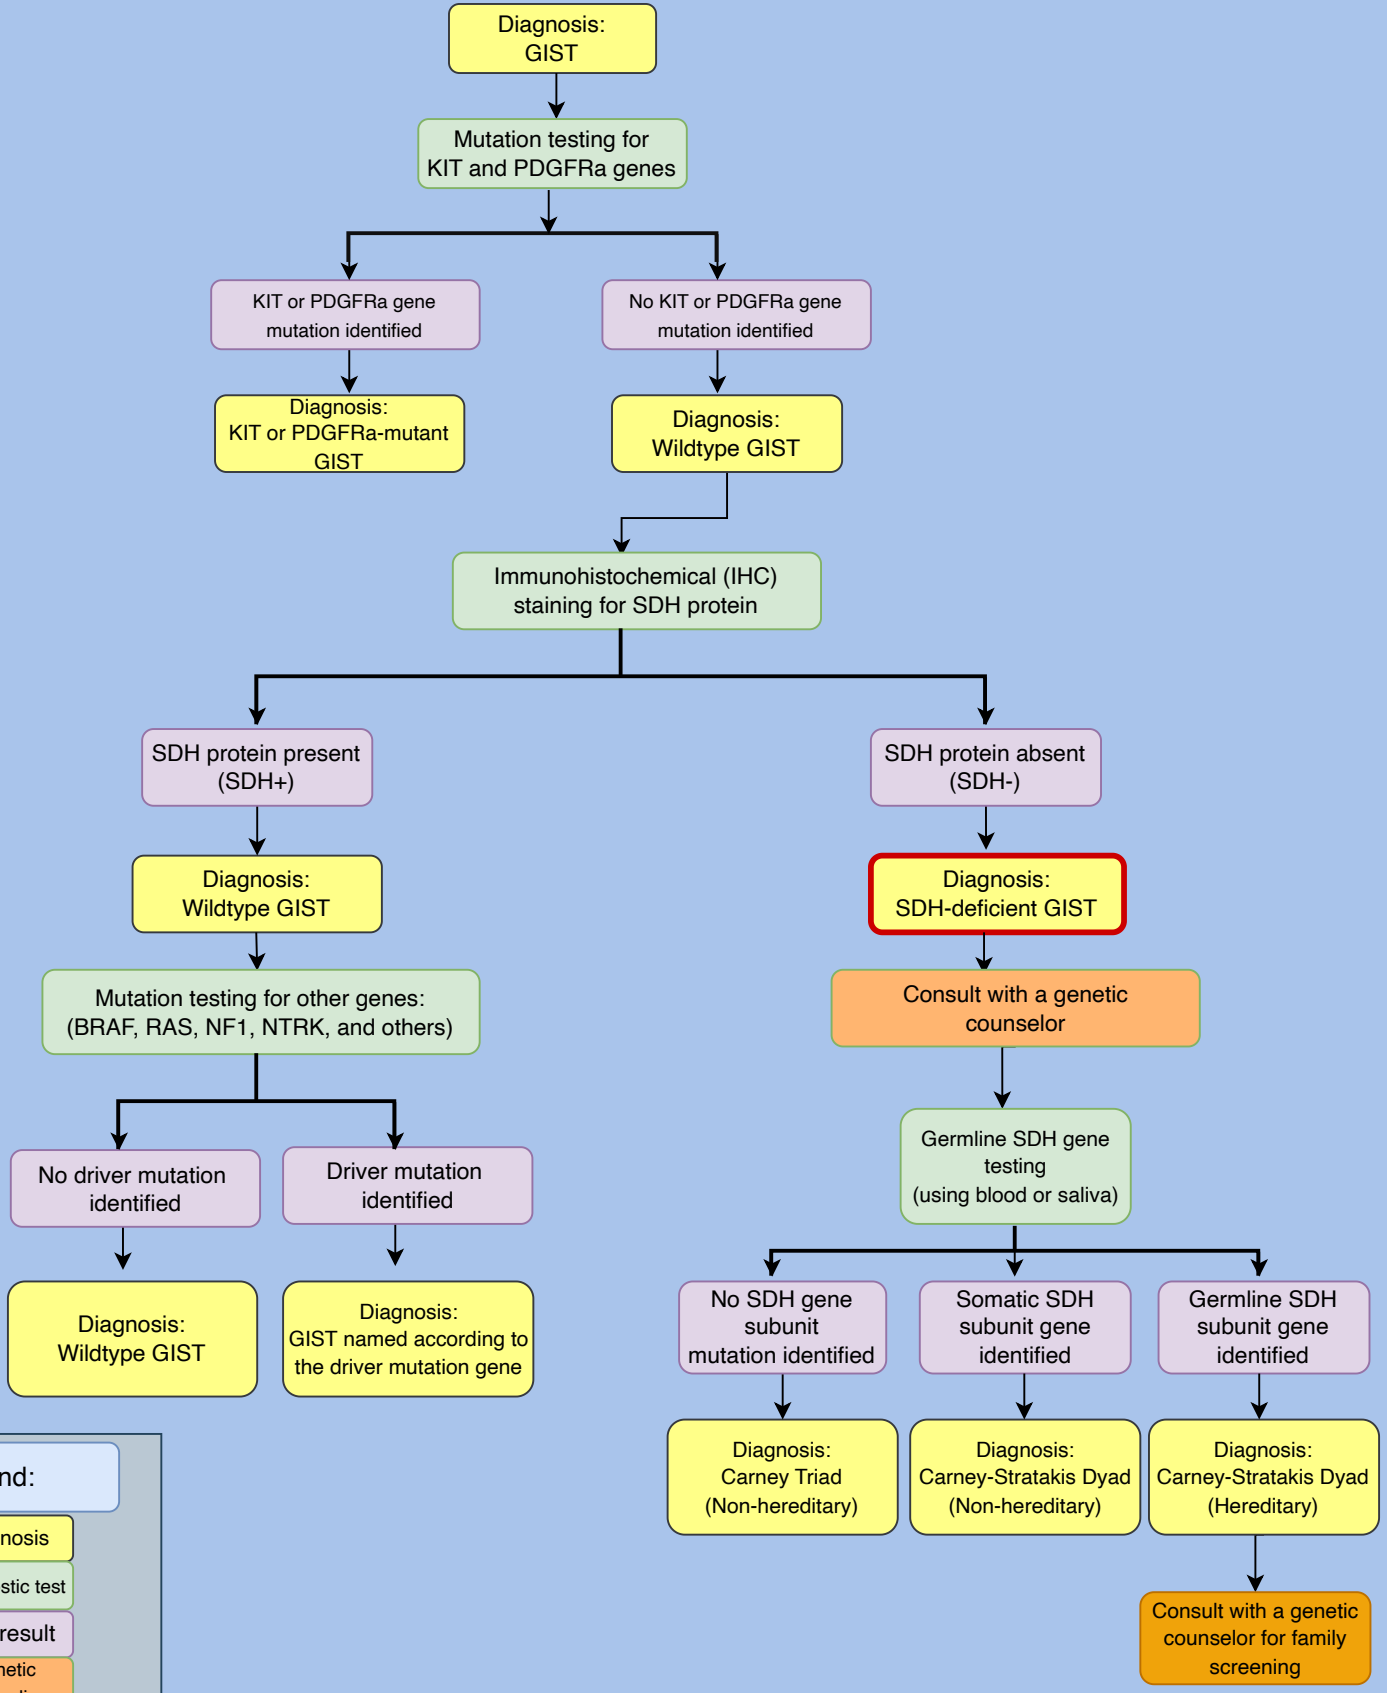 Diagnosis:
GIST
Mutation testing for
KIT and PDGFRa genes
KIT or PDGFRa gene
mutation identified
No KIT or PDGFRa gene
mutation identified
Diagnosis:
KIT or PDGFRa-mutant
GIST
Diagnosis:
Wildtype GIST
Immunohistochemical (IHC)
staining for SDH protein
SDH protein present
(SDH+)
SDH protein absent
(SDH-)
Diagnosis:
Wildtype GIST
Diagnosis:
SDH-deficient GIST
Mutation testing for other genes:
(BRAF, RAS, NF1, NTRK, and others)
Consult with a genetic
counselor
Germline SDH gene
testing
(using blood or saliva)
No driver mutation
identified
Driver mutation
identified
Diagnosis:
Wildtype GIST
Diagnosis:
GIST named according to
the driver mutation gene
No SDH gene
subunit
mutation identified
Somatic SDH
subunit gene
identified
Germline SDH
subunit gene
identified
Diagnosis:
Carney Triad
(Non-hereditary)
Diagnosis:
Carney-Stratakis Dyad
(Non-hereditary)
Diagnosis:
Carney-Stratakis Dyad
(Hereditary)
Consult with a genetic
counselor for family
screening
nd:
nosis
stic test
result
netic